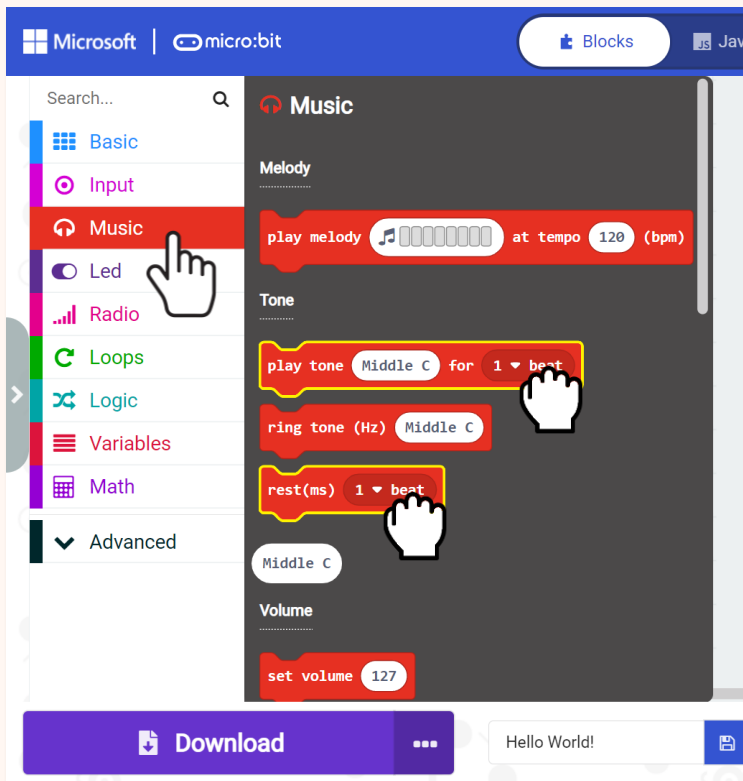 Microsoft | micro:bit
Blocks
JS Jav
Search...
Basic
Input
Music
Led
Radio
Loops
Logic
Variables
Math
Advanced
Music
Melody
play melody at tempo 120 (bpm)
Tone
play tone Middle C for 1 beat
ring tone (Hz) Middle C
rest(ms) 1 beat
Middle C
Volume
set volume 127
Download
Hello World!